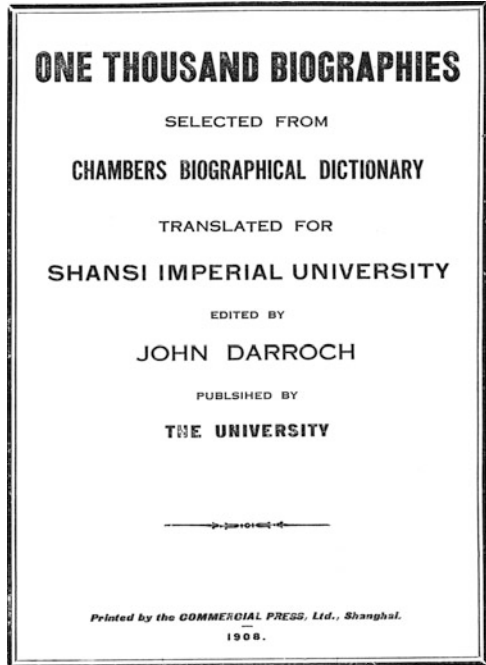 ONE THOUSAND BIOGRAPHIES
SELECTED FROM
CHAMBERS BIOGRAPHICAL DICTIONARY
TRANSLATED FOR
SHANSI IMPERIAL UNIVERSITY
EDITED BY
JOHN DARROCH
PUBLSIHED BY
THE UNIVERSITY
Printed by the COMMERCIAL PRESS, Ltd., Shanghai.
1908.